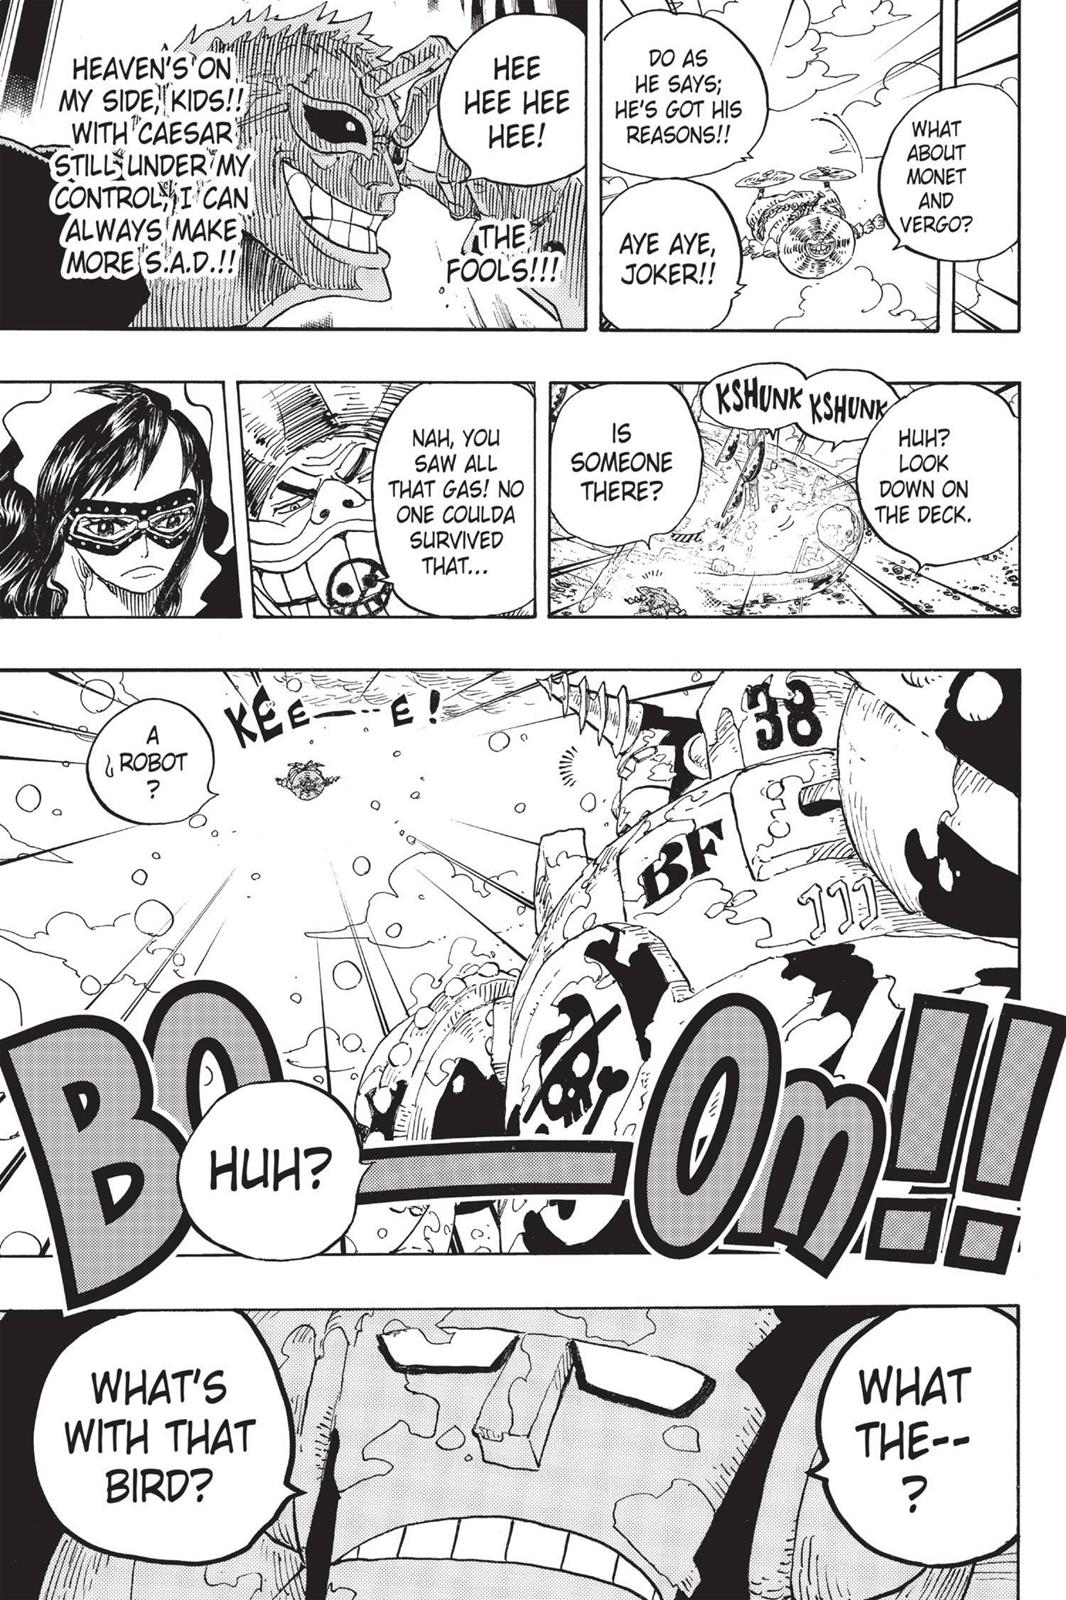 WHAT
ABOUT
MONET
AND
VERGO?
DO AS
HE SAYS;
HE'S GOT HIS
REASONS!!
AYE AYE,
JOKER!!
HEE
HEE HEE
HEE!
THE
FOOLS!!!
HEAVEN'S ON
MY SIDE, KIDS!!
WITH CAESAR
STILL UNDER MY
CONTROL, I CAN
ALWAYS MAKE
MORE S.A.D.!!
KSHUNK
KSHUNK
HUH?
LOOK
DOWN ON
THE DECK.
IS
SOMEONE
THERE?
NAH, YOU
SAW ALL
THAT GAS! NO
ONE COULDA
SURVIVED
THAT...
38
BF
111
KEE—E!
A
ROBOT
?
BO—OM!!
HUH?
WHAT
THE--
?
WHAT'S
WITH THAT
BIRD?